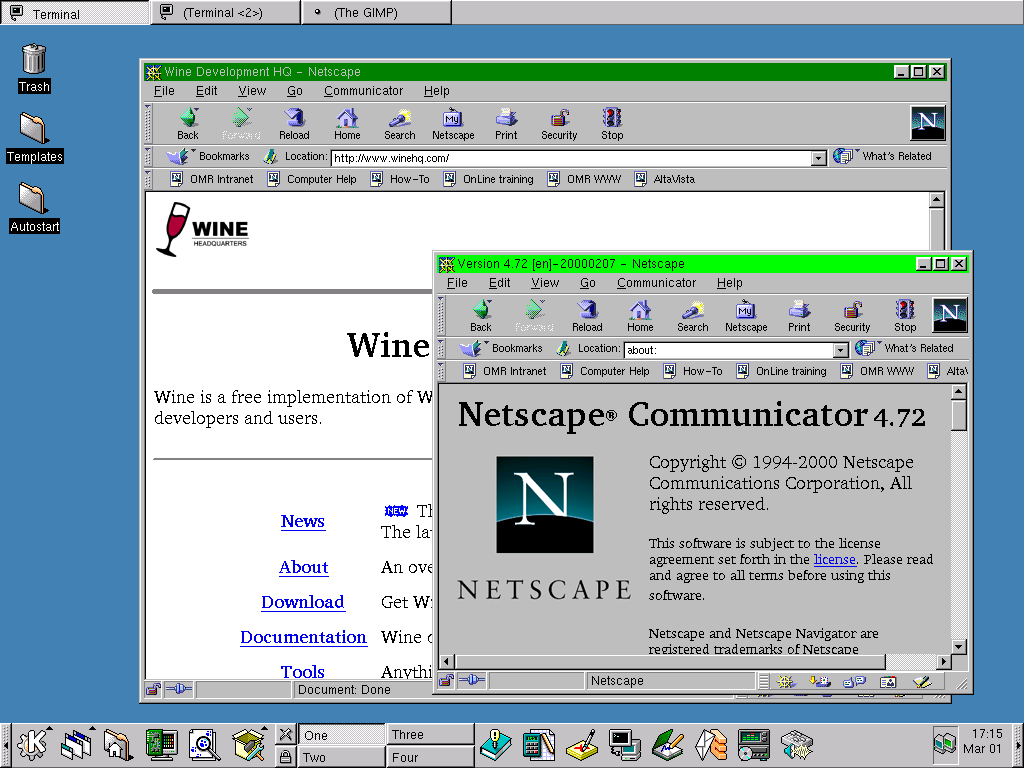 Terminal
(Terminal <2>)
(The GIMP)
Trash
Templates
Autostart
Wine Development HQ - Netscape
File Edit View Go Communicator Help
Back Forward Reload Home Search Netscape Print Security Stop
My
N
Bookmarks Location: http://www.winehq.com/ What's Related
OMR Intranet Computer Help How-To OnLine training OMR WWW AltaVista
WINE
HEADQUARTERS
Wine
Wine is a free implementation of W
developers and users.
News NEW Th
The la
About An ove
Download Get Wi
Documentation Wine d
Tools Anythi
Document: Done
Version 4.72 [en]-20000207 - Netscape
File Edit View Go Communicator Help
Back Forward Reload Home Search Netscape Print Security Stop
My
N
Bookmarks Location: about: What's Related
OMR Intranet Computer Help How-To OnLine training OMR WWW AltaV
Netscape® Communicator 4.72
N
NETSCAPE
Copyright © 1994-2000 Netscape
Communications Corporation, All
rights reserved.
This software is subject to the license
agreement set forth in the license. Please read
and agree to all terms before using this
software.
Netscape and Netscape Navigator are
registered trademarks of Netscape
Netscape
K
One
Two
Three
Four
17:15
Mar 01